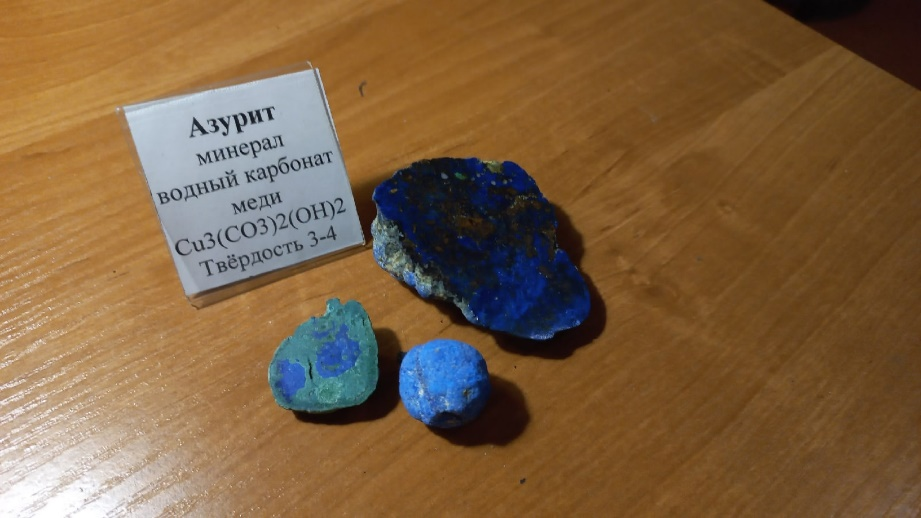 Азурит
минерал
водный карбонат
меди
Cu3(CO3)2(OH)2
Твёрдость 3-4